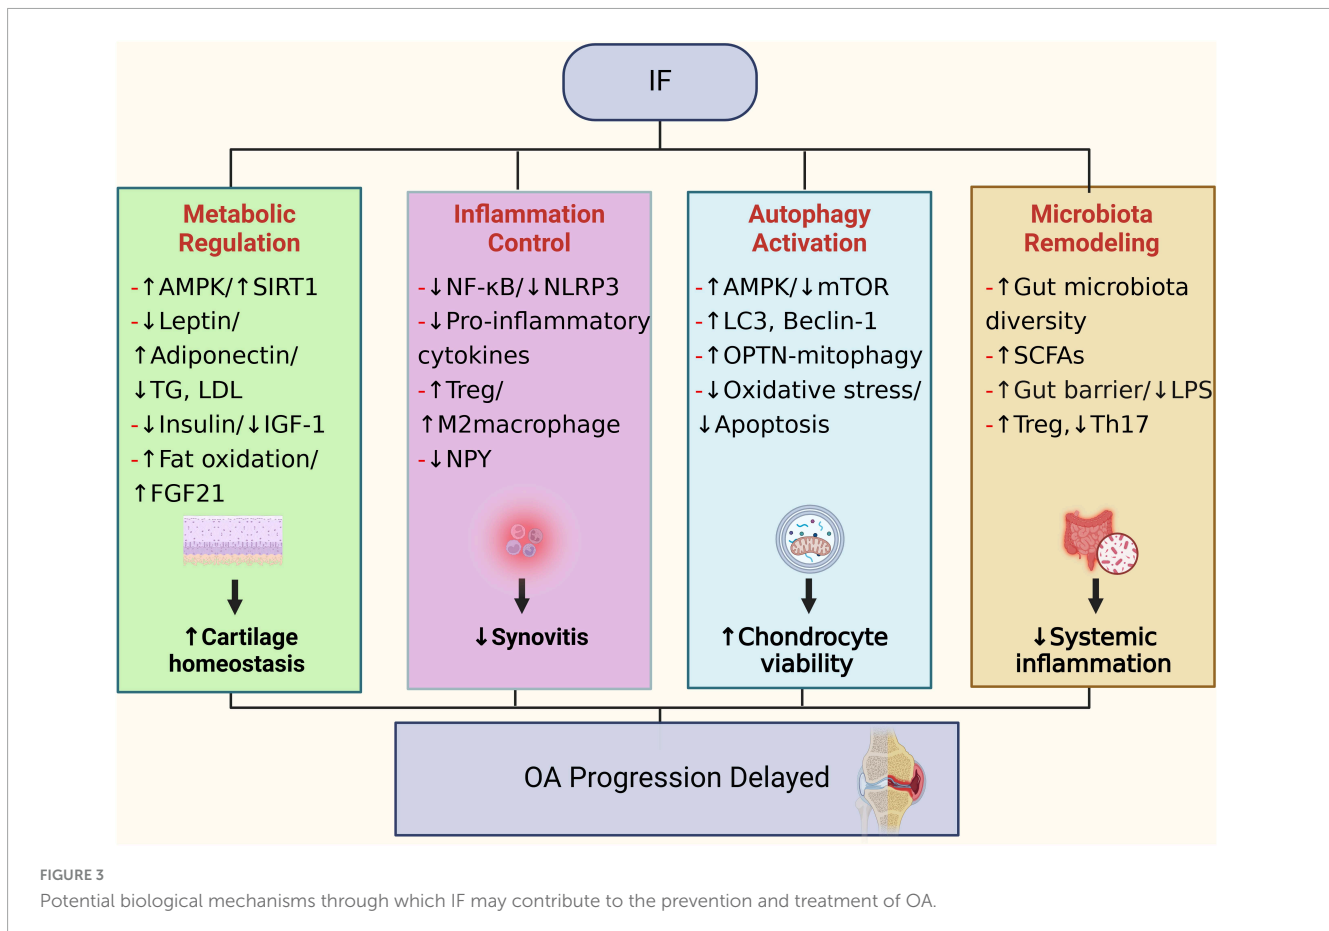 IF
Metabolic
Regulation
-↑AMPK/↑SIRT1
-↓Leptin/
↑Adiponectin/
↓TG, LDL
-↓Insulin/↓IGF-1
-↑Fat oxidation/
↑FGF21
↑Cartilage
homeostasis
Inflammation
Control
-↓NF-κB/↓NLRP3
-↓Pro-inflammatory
cytokines
-↑Treg/
↑M2macrophage
-↓NPY
↓Synovitis
Autophagy
Activation
-↑AMPK/↓mTOR
-↑LC3, Beclin-1
-↑OPTN-mitophagy
-↓Oxidative stress/
↓Apoptosis
↑Chondrocyte
viability
Microbiota
Remodeling
-↑Gut microbiota
diversity
-↑SCFAs
-↑Gut barrier/↓LPS
-↑Treg,↓Th17
↓Systemic
inflammation
OA Progression Delayed
FIGURE 3
Potential biological mechanisms through which IF may contribute to the prevention and treatment of OA.